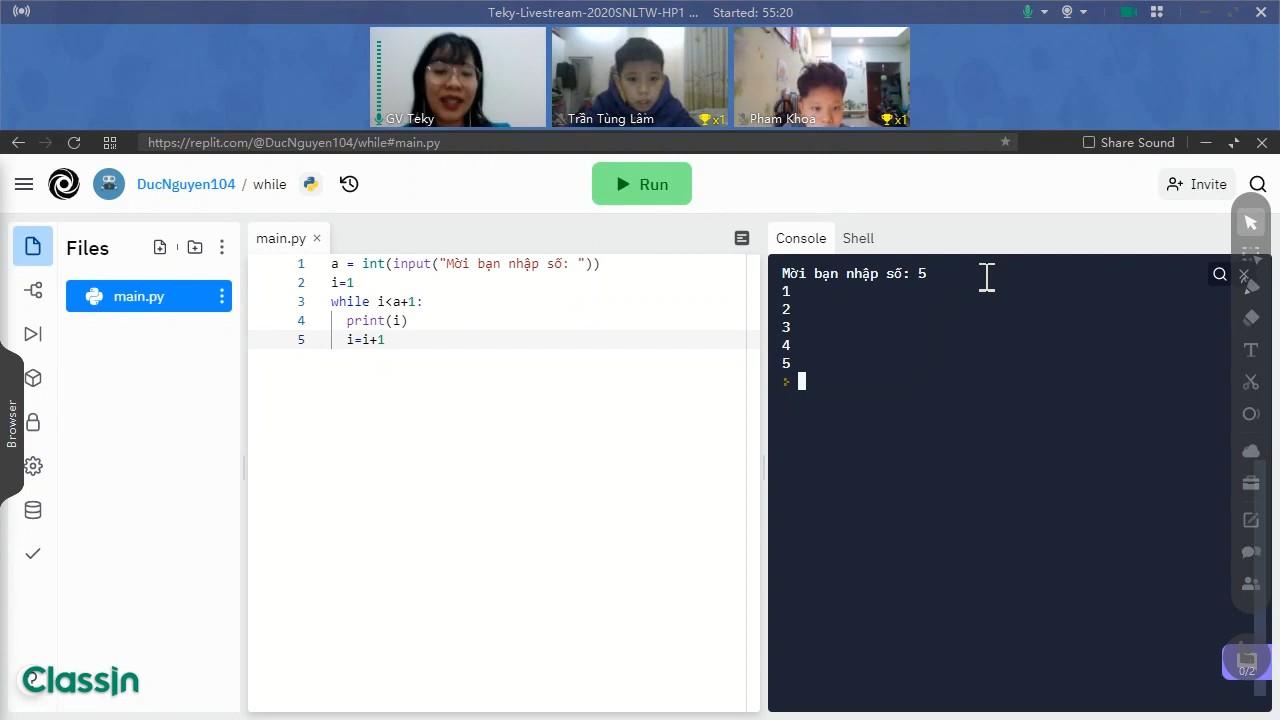 Teky-Livestream-2020SNLTW-HP1 ... Started: 55:20
GV Teky
Trần Tùng Lâm
x1
Pham Khoa
x1
https://replit.com/@DucNguyen104/while#main.py
Share Sound
DucNguyen104 / while
Run
Invite
Files
main.py
main.py
1 a = int(input("Mời bạn nhập số: "))
2 i=1
3 while i<a+1:
4 print(i)
5 i=i+1
Console
Shell
Mời bạn nhập số: 5
1
2
3
4
5
Browser
ClassIn
0/2